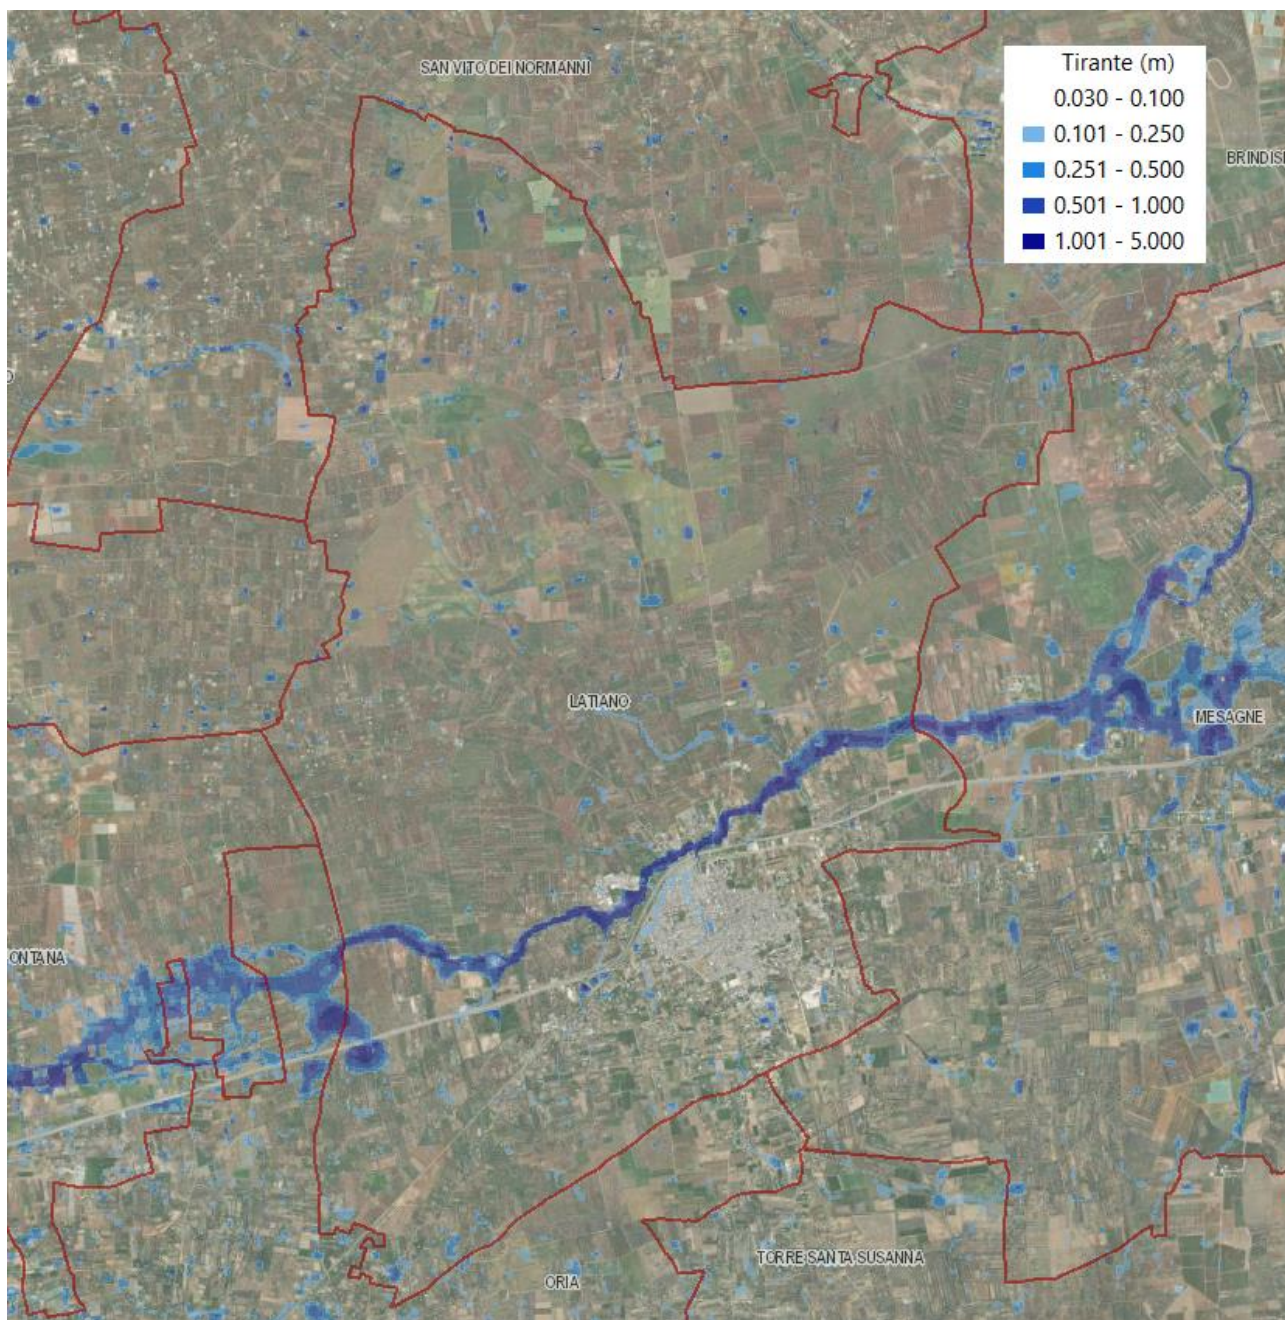 SAN VITO DEI NORMANNI
Tirante (m)
0.030 - 0.100
0.101 - 0.250
0.251 - 0.500
0.501 - 1.000
1.001 - 5.000
BRINDISI
O
LATIANO
MESAGNE
ONTANA
TORRE SANTA SUSANNA
ORIA